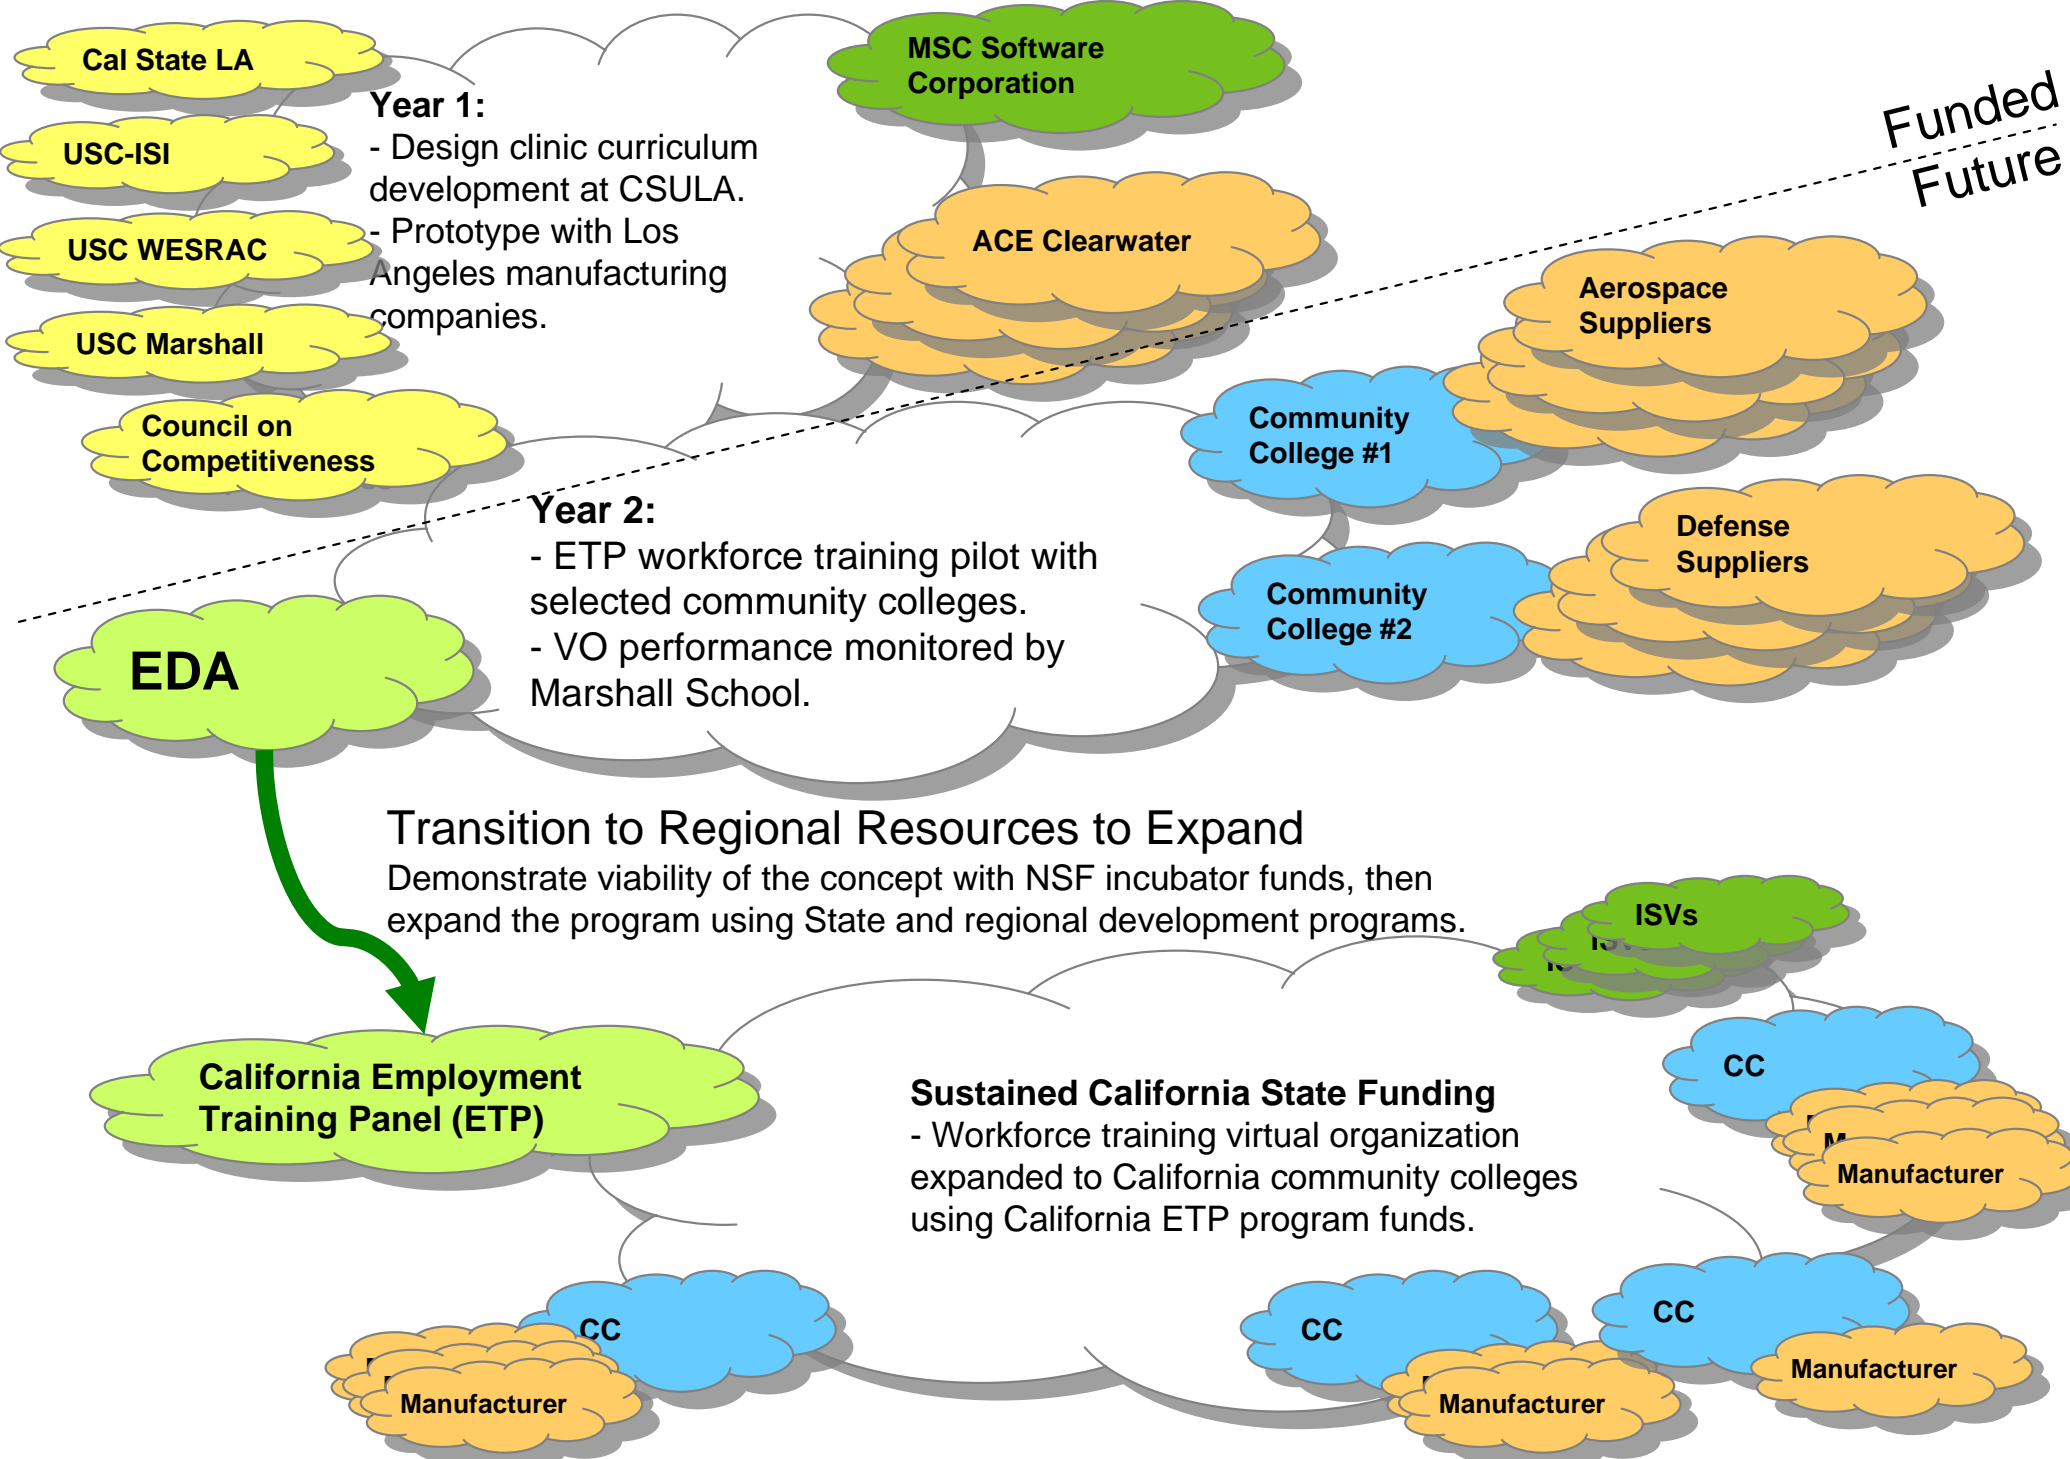 Cal State LA
USC-ISI
USC WESRAC
USC Marshall
Council on
Competitiveness
Year 1:
- Design clinic curriculum
development at CSULA.
- Prototype with Los
Angeles manufacturing
companies.
MSC Software
Corporation
ACE Clearwater
Funded
Future
Aerospace
Suppliers
Community
College #1
Defense
Suppliers
Community
College #2
Year 2:
- ETP workforce training pilot with
selected community colleges.
- VO performance monitored by
Marshall School.
EDA
Transition to Regional Resources to Expand
Demonstrate viability of the concept with NSF incubator funds, then
expand the program using State and regional development programs.
ISVs
California Employment
Training Panel (ETP)
Sustained California State Funding
- Workforce training virtual organization
expanded to California community colleges
using California ETP program funds.
CC
Manufacturer
CC
Manufacturer
CC
Manufacturer
CC
Manufacturer